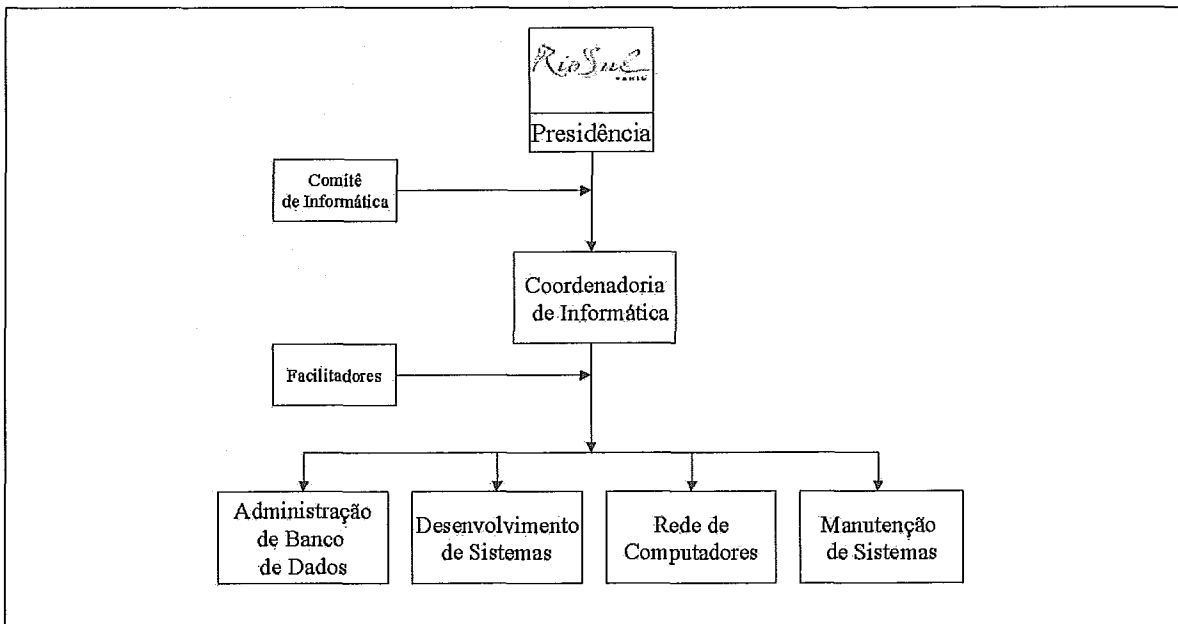 RioSul
VARIG
Presidência
Comitê
de Informática
Coordenadoria
de Informática
Facilitadores
Administração
de Banco
de Dados
Desenvolvimento
de Sistemas
Rede de
Computadores
Manutenção
de Sistemas